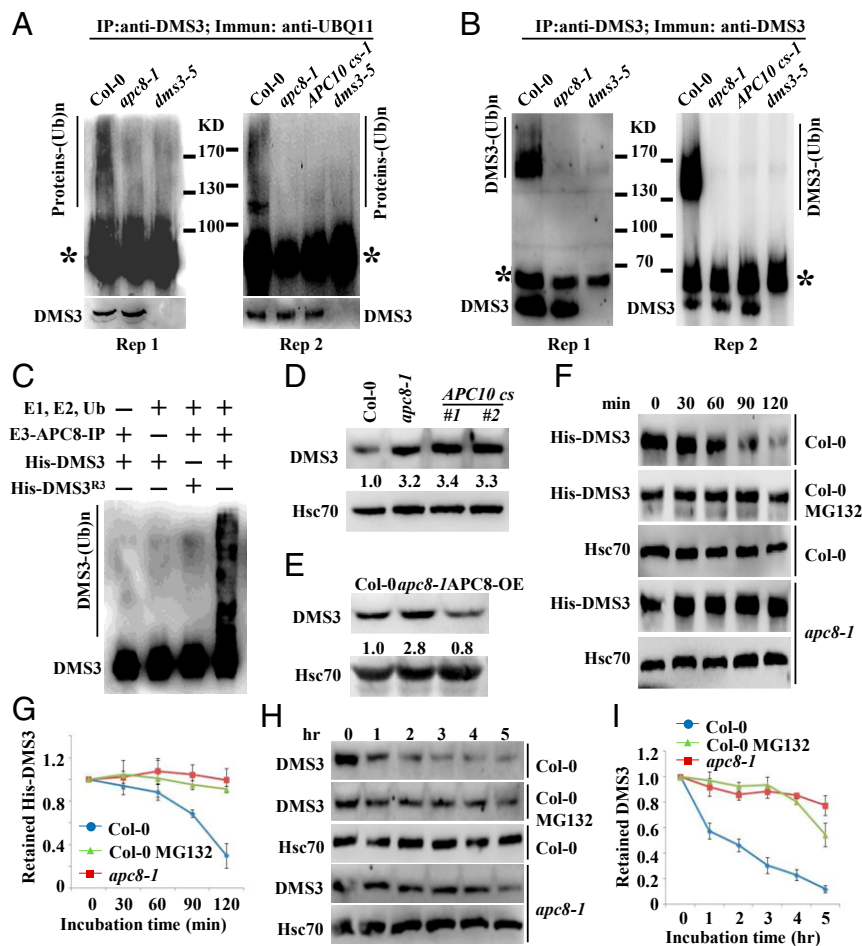 A
IP:anti-DMS3; Immun: anti-UBQ11
Col-0 apc8-1 dms3-5 Col-0 apc8-1 APC10 cs-1 dms3-5
Proteins-(Ub)n
KD
170
130
100
Proteins-(Ub)n
* *
DMS3 DMS3
Rep 1 Rep 2
B
IP:anti-DMS3; Immun: anti-DMS3
Col-0 apc8-1 dms3-5 Col-0 apc8-1 APC10 cs-1 dms3-5
DMS3-(Ub)n
KD
170
130
100
70
DMS3-(Ub)n
* *
DMS3 DMS3
Rep 1 Rep 2
C
E1, E2, Ub — + + +
E3-APC8-IP + — + +
His-DMS3 + + — +
His-DMS3R3 — — + —
DMS3-(Ub)n
DMS3
D
Col-0 apc8-1 APC10 cs
#1 #2
DMS3
1.0 3.2 3.4 3.3
Hsc70
E
Col-0 apc8-1 APC8-OE
DMS3
1.0 2.8 0.8
Hsc70
F
min 0 30 60 90 120
His-DMS3 Col-0
His-DMS3 Col-0 MG132
Hsc70 Col-0
His-DMS3
apc8-1
Hsc70
G
Retained His-DMS3
1.2
1
0.8
0.4
0
Col-0
Col-0 MG132
apc8-1
0 30 60 90 120
Incubation time (min)
H
hr 0 1 2 3 4 5
DMS3 Col-0
DMS3 Col-0 MG132
Hsc70 Col-0
DMS3
apc8-1
Hsc70
I
Col-0
Col-0 MG132
apc8-1
Retained DMS3
1.0
0.8
0.6
0.4
0.2
0
0 1 2 3 4 5
Incubation time (hr)